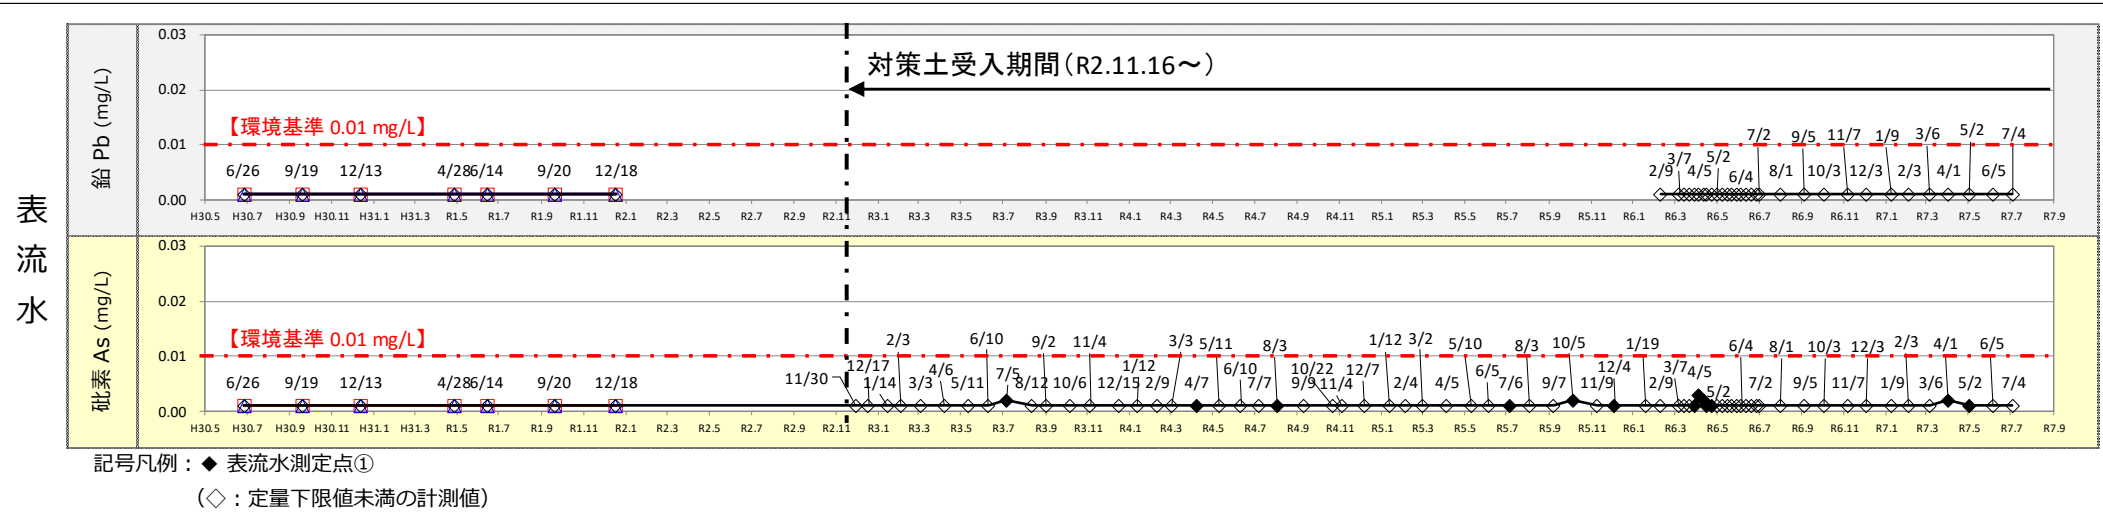 表流水
鉛 Pb (mg/L)
0.03
0.02
0.01
0.00
対策土受入期間(R2.11.16～)
【環境基準 0.01 mg/L】
6/26 9/19 12/13 4/28 6/14 9/20 12/18
2/9 3/7 4/5 5/2 6/4 7/2 8/1 9/5 10/3 11/7 12/3 1/9 2/3 3/6 4/1 5/2 6/5 7/4
H30.5 H30.7 H30.9 H30.11 H31.1 H31.3 R1.5 R1.7 R1.9 R1.11 R2.1 R2.3 R2.5 R2.7 R2.9 R2.11 R3.1 R3.3 R3.5 R3.7 R3.9 R3.11 R4.1 R4.3 R4.5 R4.7 R4.9 R4.11 R5.1 R5.3 R5.5 R5.7 R5.9 R5.11 R6.1 R6.3 R6.5 R6.7 R6.9 R6.11 R7.1 R7.3 R7.5 R7.7 R7.9
砒素 As (mg/L)
0.03
0.02
0.01
0.00
【環境基準 0.01 mg/L】
6/26 9/19 12/13 4/28 6/14 9/20 12/18
11/30 12/17 1/14 2/3 3/3 4/6 5/11 6/10 7/5 8/12 9/2 10/6 11/4 12/15 1/12 2/9 3/3 4/7 5/11 6/10 7/7 8/3 9/9 10/22 11/4 12/7 1/12 2/4 3/2 4/5 5/10 6/5 7/6 8/3 9/7 10/5 11/9 12/4 1/19 2/9 3/7 4/5 5/2 6/4 7/2 8/1 9/5 10/3 11/7 12/3 1/9 2/3 3/6 4/1 5/2 6/5 7/4
H30.5 H30.7 H30.9 H30.11 H31.1 H31.3 R1.5 R1.7 R1.9 R1.11 R2.1 R2.3 R2.5 R2.7 R2.9 R2.11 R3.1 R3.3 R3.5 R3.7 R3.9 R3.11 R4.1 R4.3 R4.5 R4.7 R4.9 R4.11 R5.1 R5.3 R5.5 R5.7 R5.9 R5.11 R6.1 R6.3 R6.5 R6.7 R6.9 R6.11 R7.1 R7.3 R7.5 R7.7 R7.9
記号凡例：◆ 表流水測定点①
（◇：定量下限値未満の計測値）